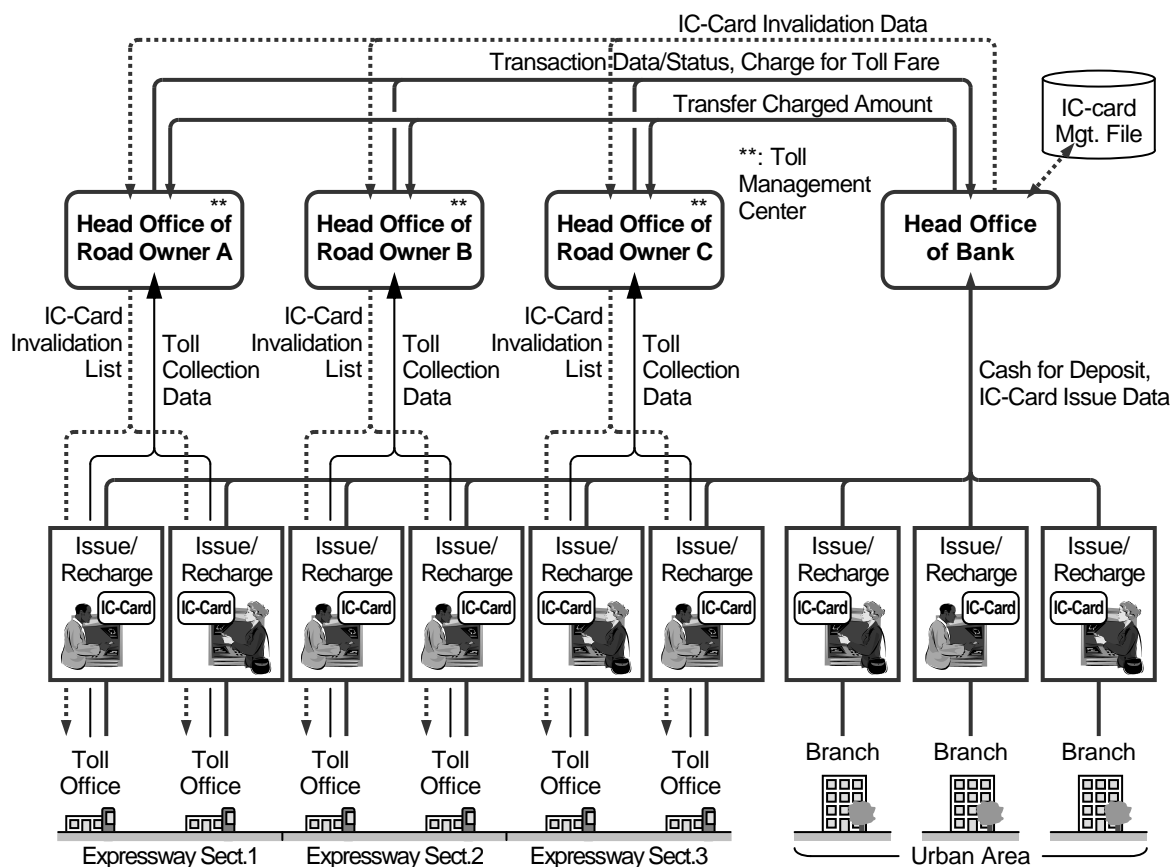 IC-Card Invalidation Data
Transaction Data/Status, Charge for Toll Fare
Transfer Charged Amount
IC-card
Mgt. File
**: Toll
Management
Center
**
Head Office of
Road Owner A
**
Head Office of
Road Owner B
**
Head Office of
Road Owner C
Head Office
of Bank
IC-Card
Invalidation
List
Toll
Collection
Data
IC-Card
Invalidation
List
Toll
Collection
Data
IC-Card
Invalidation
List
Toll
Collection
Data
Cash for Deposit,
IC-Card Issue Data
Issue/
Recharge
IC-Card
Issue/
Recharge
IC-Card
Issue/
Recharge
IC-Card
Issue/
Recharge
IC-Card
Issue/
Recharge
IC-Card
Issue/
Recharge
IC-Card
Issue/
Recharge
IC-Card
Issue/
Recharge
IC-Card
Issue/
Recharge
IC-Card
Toll
Office
Toll
Office
Toll
Office
Toll
Office
Toll
Office
Toll
Office
Branch
Branch
Branch
Expressway Sect.1
Expressway Sect.2
Expressway Sect.3
Urban Area